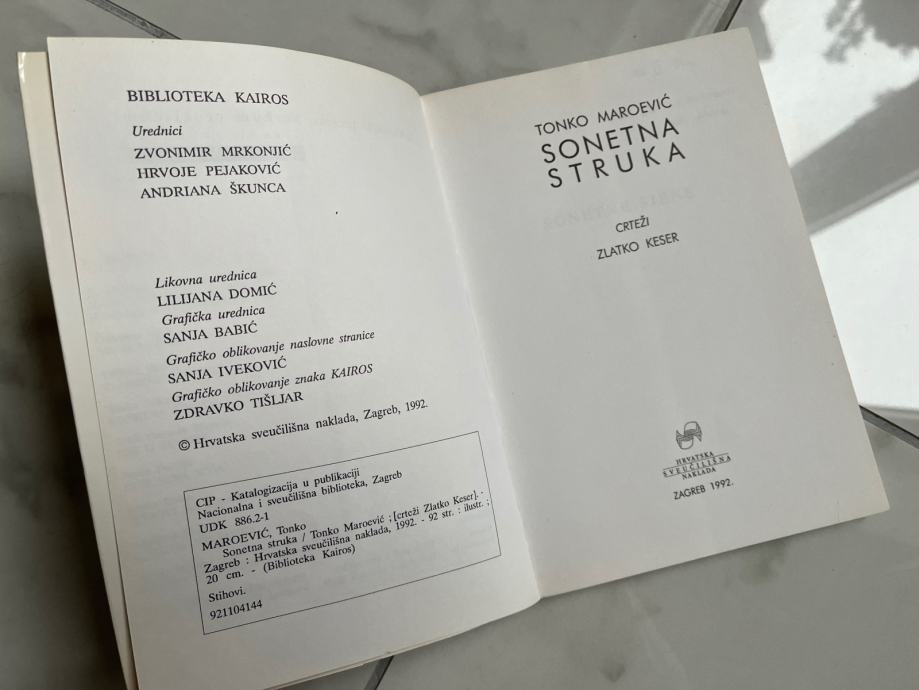 BIBLIOTEKA KAIROS
Urednici
ZVONIMIR MRKONJIĆ
HRVOJE PEJAKOVIĆ
ANDRIANA ŠKUNCA
Likovna urednica
LILIJANA DOMIĆ
Grafička urednica
SANJA BABIĆ
Grafičko oblikovanje naslovne stranice
SANJA IVEKOVIĆ
Grafičko oblikovanje znaka KAIROS
ZDRAVKO TIŠLJAR
© Hrvatska sveučilišna naklada, Zagreb, 1992.
CIP - Katalogizacija u publikaciji
Nacionalna i sveučilišna biblioteka, Zagreb
UDK 886.2-1
MAROEVIĆ, Tonko
Sonetna struka / Tonko Maroević ; [crteži Zlatko Keser]. -
Zagreb : Hrvatska sveučilišna naklada, 1992. - 92 str. : ilustr. ;
20 cm. - (Biblioteka Kairos)
Stihovi.
921104144
TONKO MAROEVIĆ
SONETNA
STRUKA
CRTEŽI
ZLATKO KESER
HRVATSKA
SVEUČILIŠNA
NAKLADA
ZAGREB 1992.